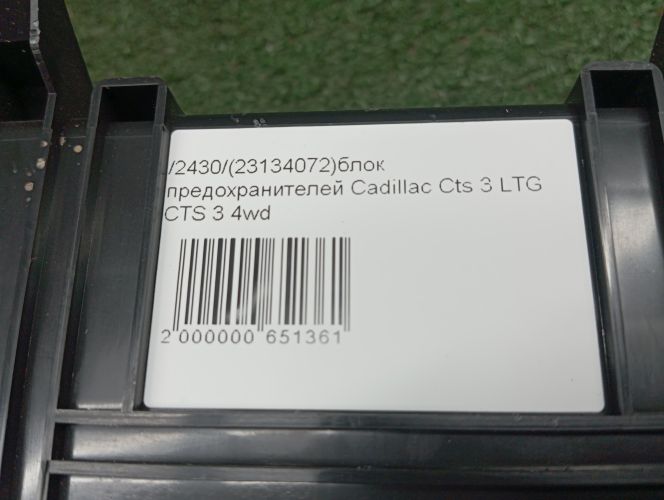 /2430/(23134072)блок
предохранителей Cadillac Cts 3 LTG
CTS 3 4wd
2 000000 651361